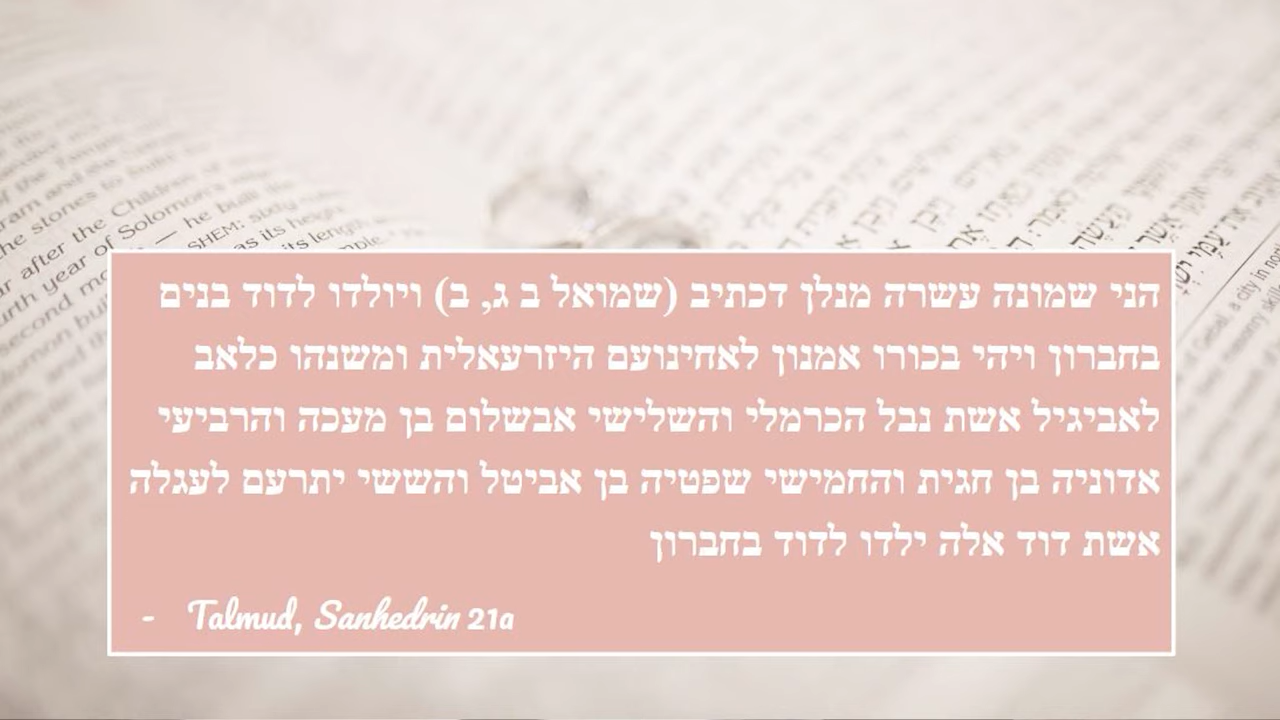 הני שמונה עשרה מנלן דכתיב (שמואל ב ג, ב) ויולדו לדוד בנים
בחברון ויהי בכורו אמנון לאחינועם היזרעאלית ומשנהו כלאב
לאביגיל אשת נבל הכרמלי והשלישי אבשלום בן מעכה והרביעי
אדוניה בן חגית והחמישי שפטיה בן אביטל והששי יתרעם לעגלה
אשת דוד אלה ילדו לדוד בחברון
- Talmud, Sanhedrin 21a